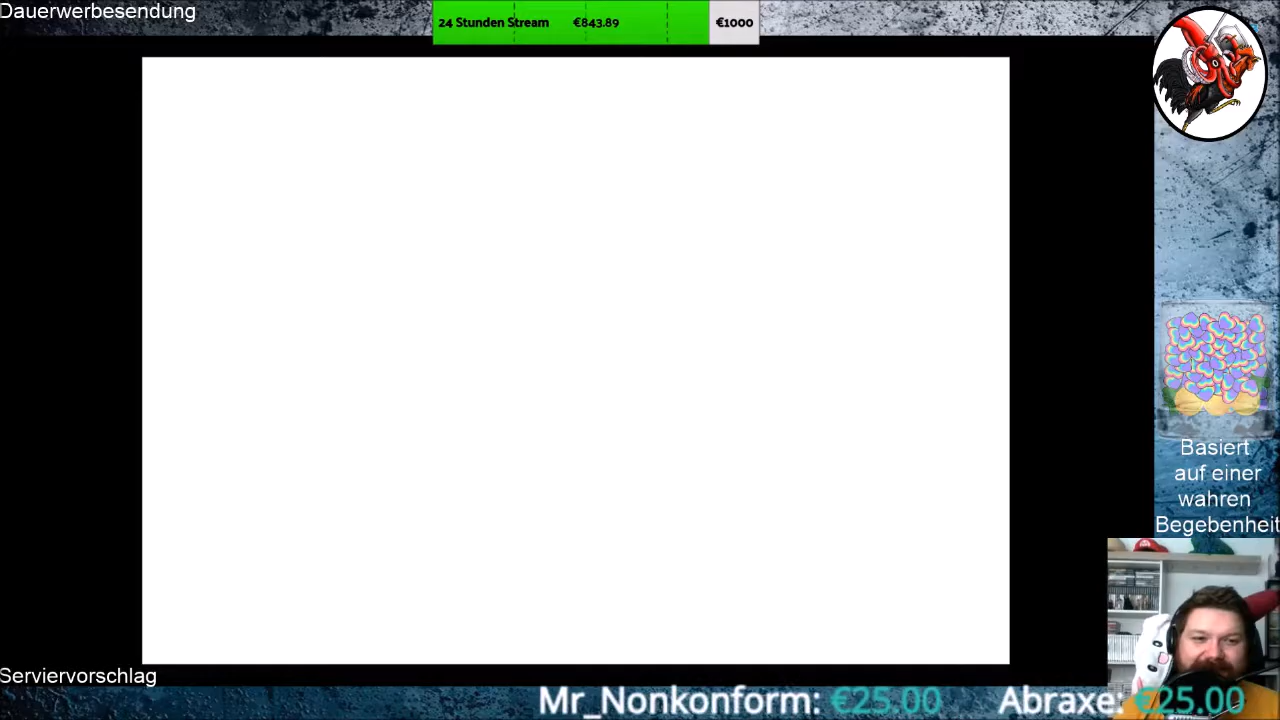 Dauerwerbesendung
24 Stunden Stream €843.89 €1000
Basiert
auf einer
wahren
Begebenheit
Serviervorschlag
Mr_Nonkonform: €25.00 Abraxe: €25.00